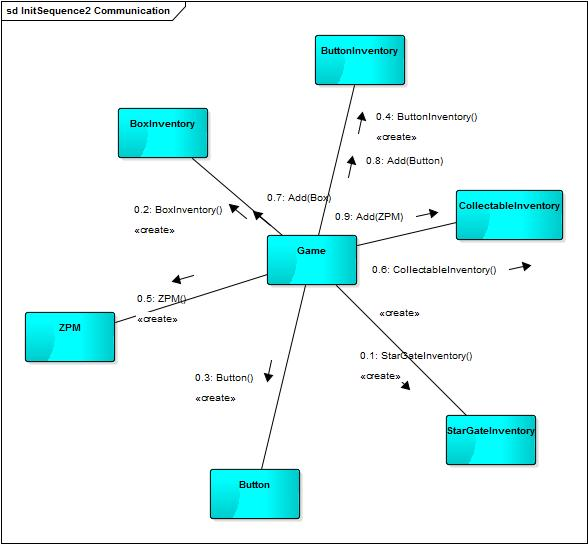 sd InitSequence2 Communication
ButtonInventory
BoxInventory
0.4: ButtonInventory()
«create»
0.8: Add(Button)
0.7: Add(Box)
0.2: BoxInventory()
«create»
0.9: Add(ZPM)
CollectableInventory
Game
0.6: CollectableInventory()
«create»
0.5: ZPM()
«create»
ZPM
0.1: StarGateInventory()
«create»
0.3: Button()
«create»
StarGateInventory
Button